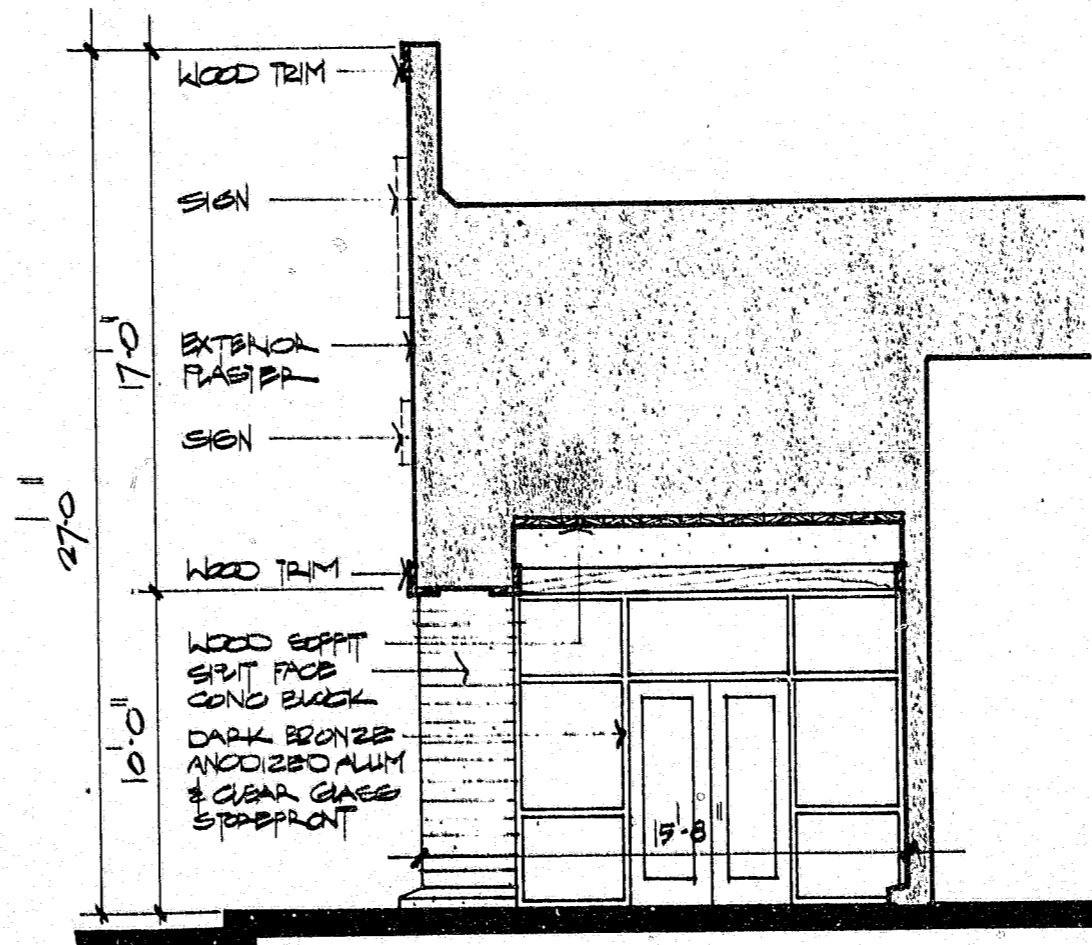 WOOD TRIM
SIGN
17'-0"
EXTERIOR
PLASTER
SIGN
27'-0"
WOOD TRIM
WOOD SOFFIT
SPLIT FACE
CONC BLOCK
10'-0"
DARK BRONZE
ANODIZED ALUM
& CLEAR GLASS
STOREFRONT
15'-8"